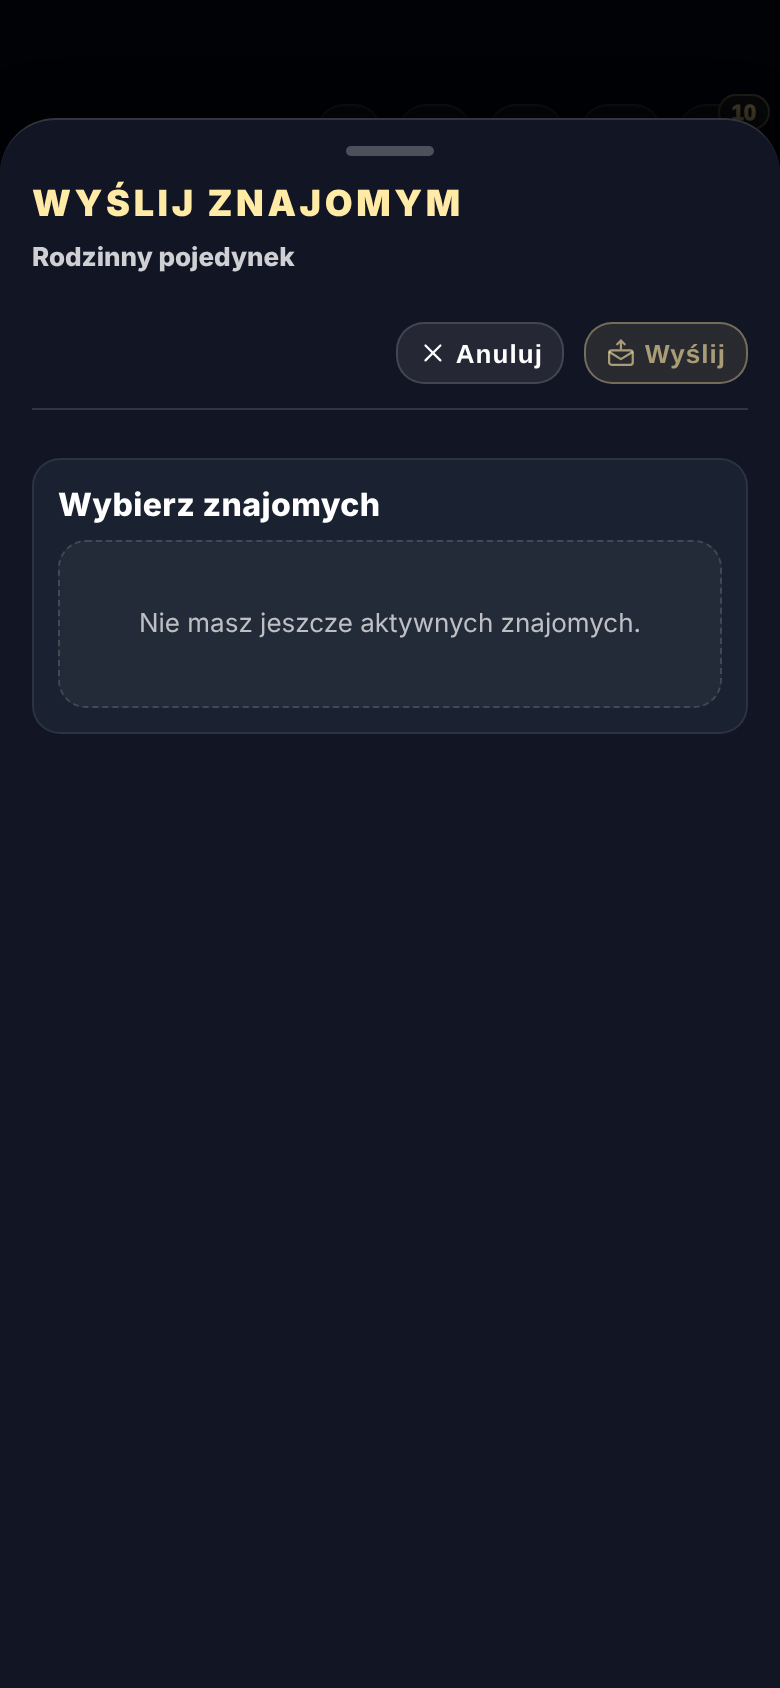 10
WYŚLIJ ZNAJOMYM
Rodzinny pojedynek
Anuluj
Wyślij
Wybierz znajomych
Nie masz jeszcze aktywnych znajomych.